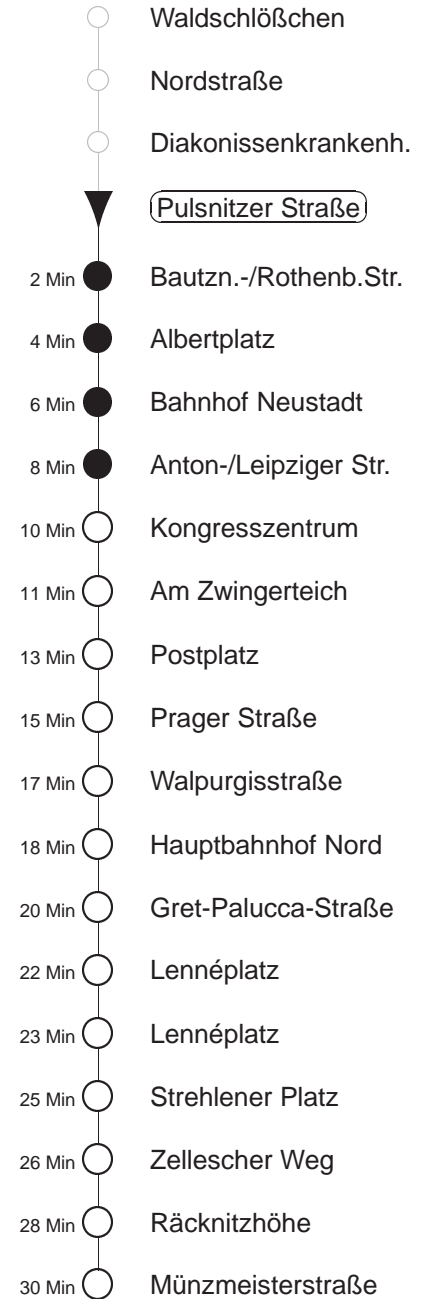 Waldschlößchen
Nordstraße
Diakonissenkrankenh.
Pulsnitzer Straße
2 Min Bautzn.-/Rothenb.Str.
4 Min Albertplatz
6 Min Bahnhof Neustadt
8 Min Anton-/Leipziger Str.
10 Min Kongresszentrum
11 Min Am Zwingerteich
13 Min Postplatz
15 Min Prager Straße
17 Min Walpurgisstraße
18 Min Hauptbahnhof Nord
20 Min Gret-Palucca-Straße
22 Min Lennéplatz
23 Min Lennéplatz
25 Min Strehlener Platz
26 Min Zellescher Weg
28 Min Räcknitzhöhe
30 Min Münzmeisterstraße